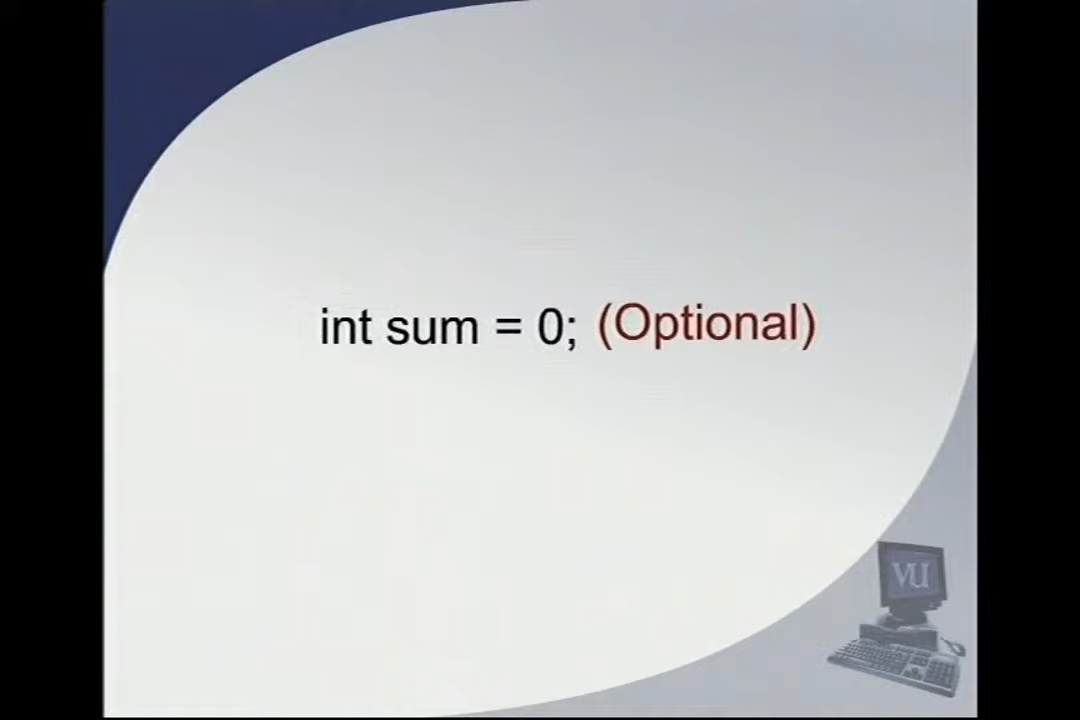 int sum = 0; (Optional)
VU